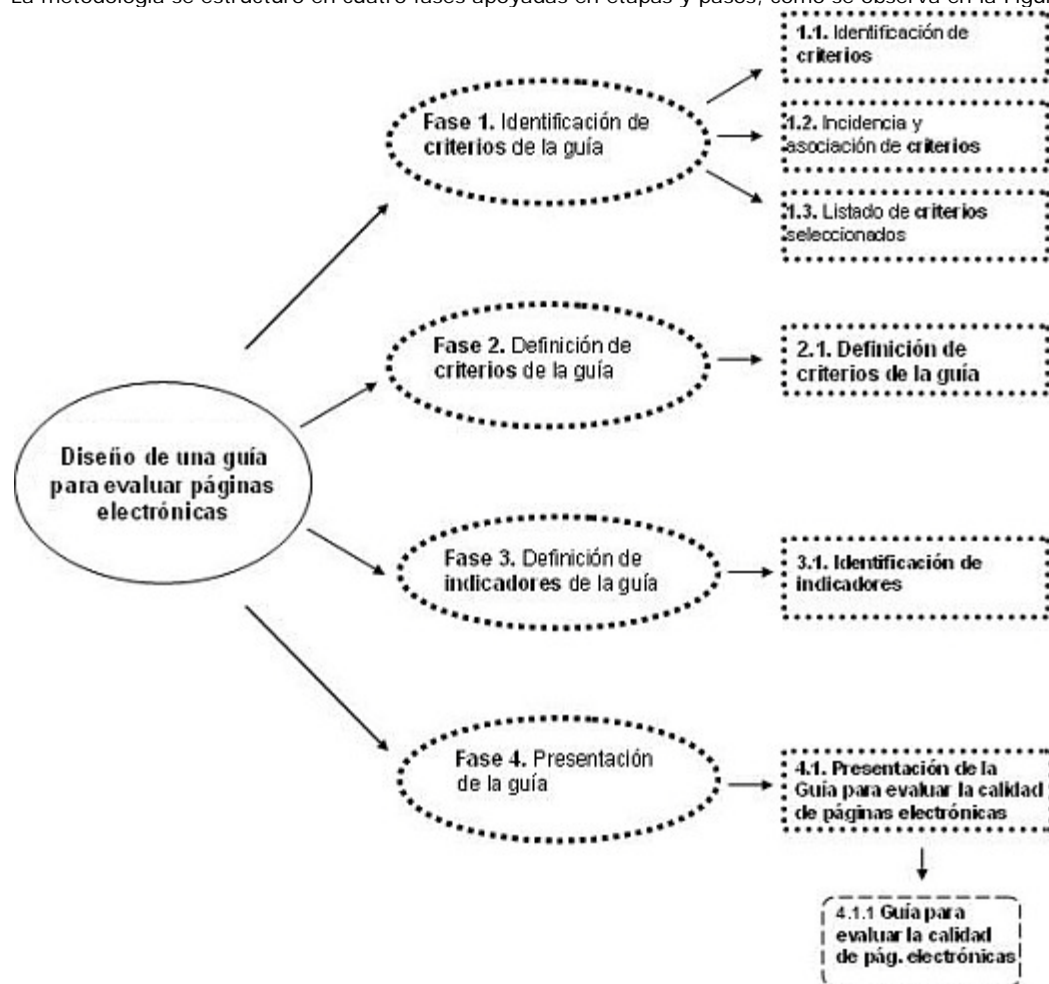 La metodología se estructuró en cuatro fases apoyadas en etapas y pasos, como se observa en la Figur
1.1. Identificación de
criterios
Fase 1. Identificación de
criterios de la guía
1.2. Incidencia y
asociación de criterios
1.3. Listado de criterios
seleccionados
Fase 2. Definición de
criterios de la guía
2.1. Definición de
criterios de la guía
Diseño de una guía
para evaluar páginas
electrónicas
Fase 3. Definición de
indicadores de la guía
3.1. Identificación de
indicadores
Fase 4. Presentación
de la guía
4.1. Presentación de la
Guía para evaluar la calidad
de páginas electrónicas
4.1.1 Guía para
evaluar la calidad
de pág. electrónicas